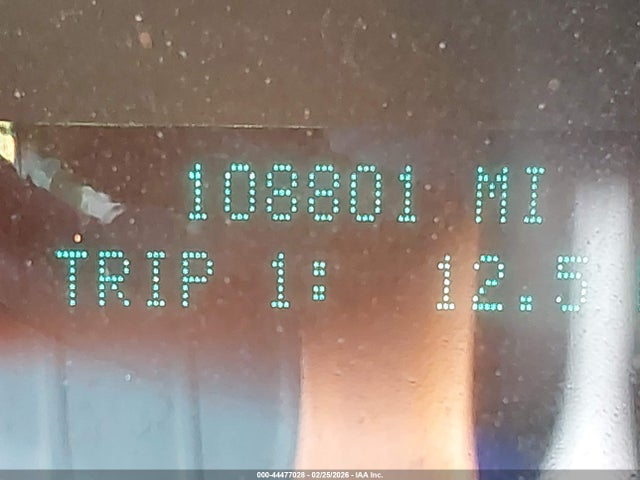 108801 MI
TRIP 1: 12.5
000-44477028 - 02/25/2026 - IAA Inc.